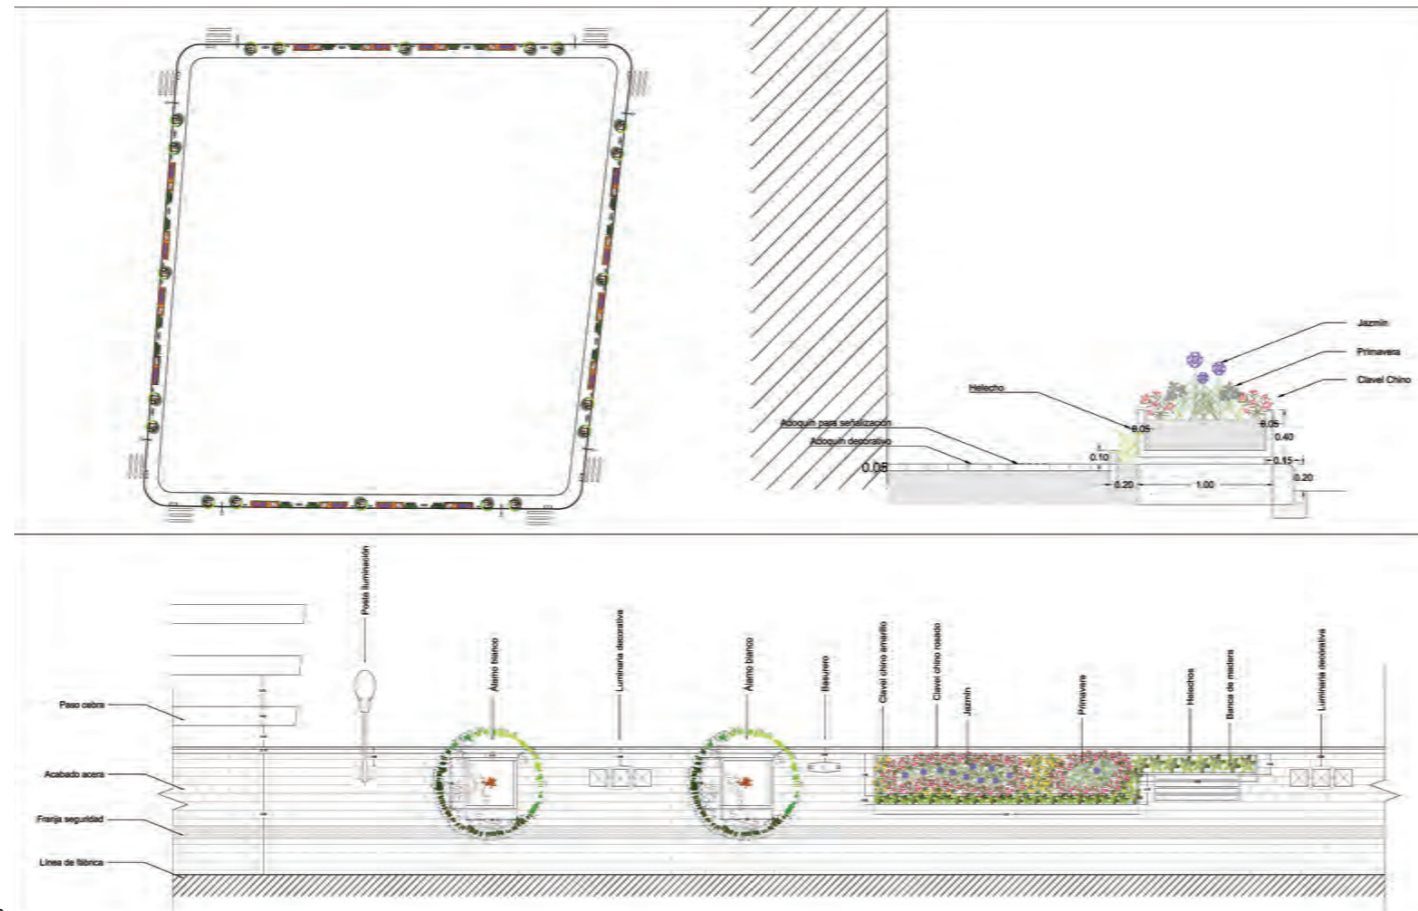 Jazmín
Primavera
Clavel Chino
Helecho
Adoquín para señalización
Adoquín decorativo
0.05
0.05
0.05
0.40
0.10
0.15
0.20
0.20
1.00
Poste iluminación
Álamo blanco
Luminaria decorativa
Álamo blanco
Basurero
Clavel chino amarillo
Clavel chino rosado
Jazmín
Primavera
Helechos
Banca de madera
Luminaria decorativa
Paso cebra
Acabado acera
Franja seguridad
Línea de fábrica